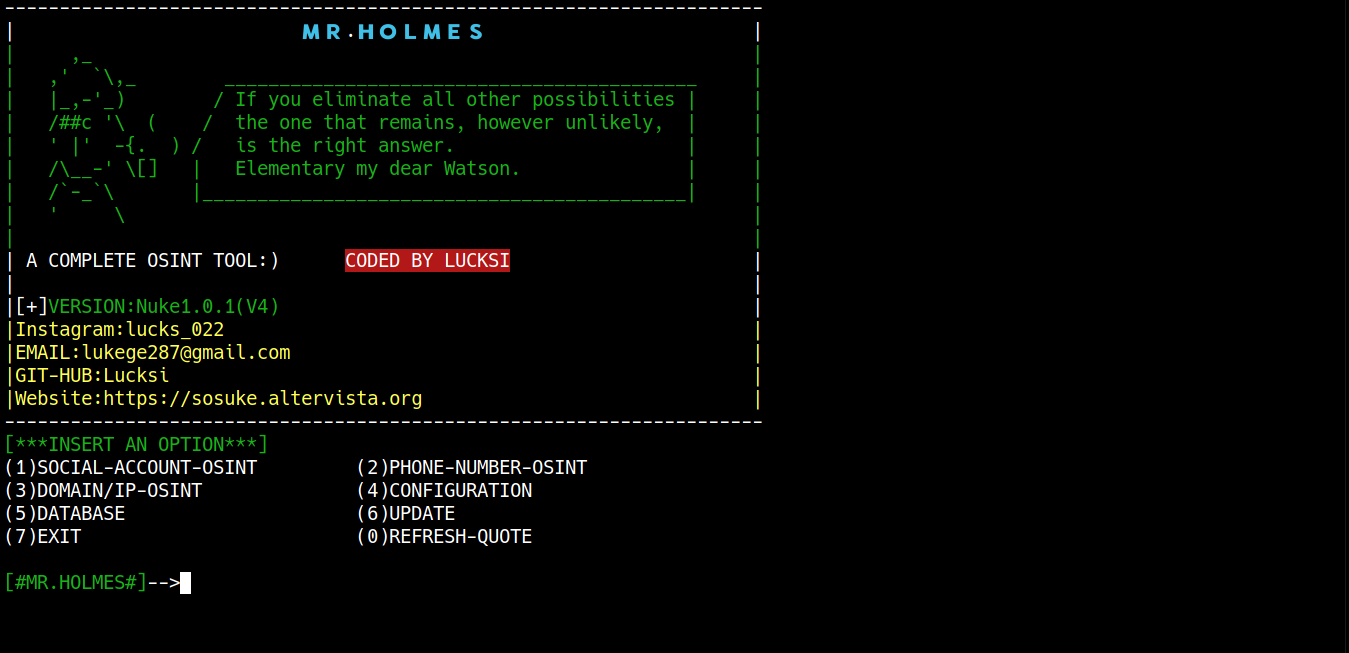 MR.HOLMES
If you eliminate all other possibilities
the one that remains, however unlikely,
is the right answer.
Elementary my dear Watson.
A COMPLETE OSINT TOOL:) CODED BY LUCKSI
[+]VERSION:Nuke1.0.1(V4)
Instagram:lucks_022
EMAIL:lukege287@gmail.com
GIT-HUB:Lucksi
Website:https://sosuke.altervista.org
[***INSERT AN OPTION***]
(1)SOCIAL-ACCOUNT-OSINT (2)PHONE-NUMBER-OSINT
(3)DOMAIN/IP-OSINT (4)CONFIGURATION
(5)DATABASE (6)UPDATE
(7)EXIT (0)REFRESH-QUOTE
[#MR.HOLMES#]-->